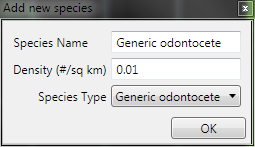 Add new species x
Species Name Generic odontocete
Density (#/sq km) 0.01
Species Type Generic odontocete
OK